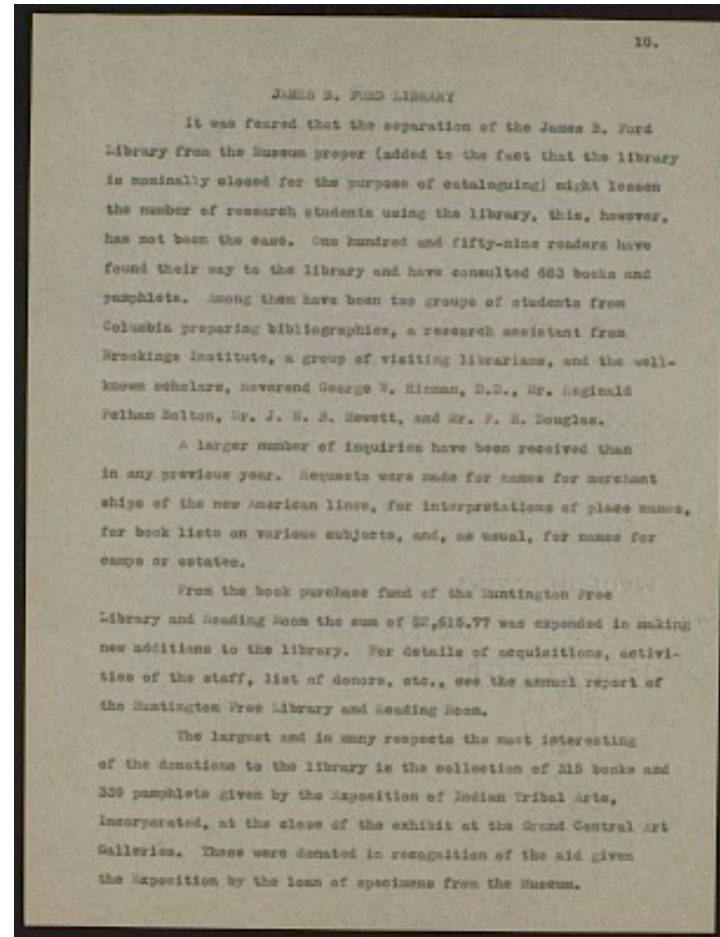 10.
JAMES B. FORD LIBRARY
It was feared that the separation of the James B. Ford
Library from the Museum proper (added to the fact that the library
is nominally closed for the purpose of cataloguing) might lessen
the number of research students using the library, this, however,
has not been the case. One hundred and fifty-nine readers have
found their way to the library and have consulted 683 books and
pamphlets. Among them have been two groups of students from
Columbia preparing bibliographies, a research assistant from
Brookings Institute, a group of visiting librarians, and the well-
known scholars, Reverend George W. Hinman, D.D., Mr. Reginald
Pelham Bolton, Dr. J. N. B. Hewett, and Mr. F. H. Douglas.
A larger number of inquiries have been received than
in any previous year. Requests were made for names for merchant
ships of the new American lines, for interpretations of place names,
for book lists on various subjects, and, as usual, for names for
camps or estates.
From the book purchase fund of the Huntington Free
Library and Reading Room the sum of $2,615.77 was expended in making
new additions to the library. For details of acquisitions, activi-
ties of the staff, list of donors, etc., see the annual report of
the Huntington Free Library and Reading Room.
The largest and in many respects the most interesting
of the donations to the library is the collection of 315 books and
339 pamphlets given by the Exposition of Indian Tribal Arts,
Incorporated, at the close of the exhibit at the Grand Central Art
Galleries. These were donated in recognition of the aid given
the Exposition by the loan of specimens from the Museum.